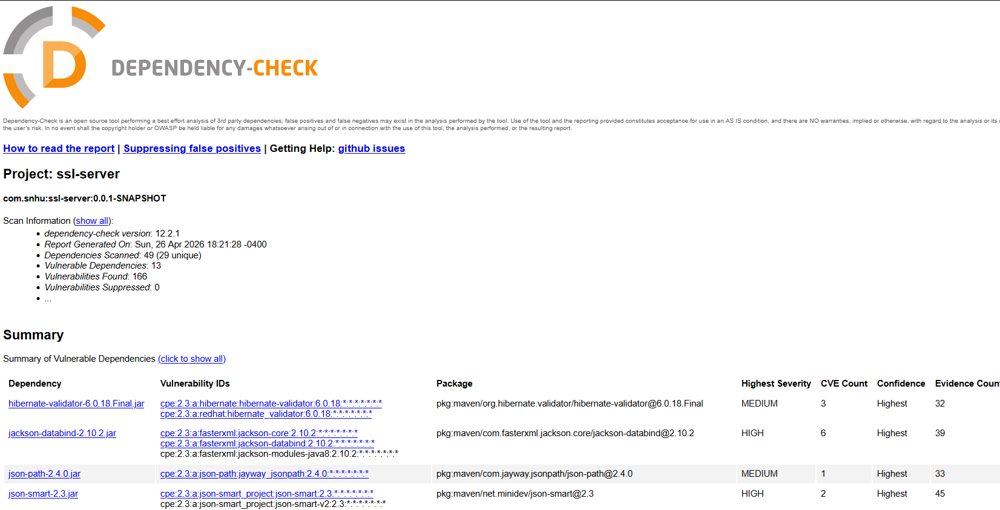 D
DEPENDENCY-CHECK
Dependency-Check is an open source tool performing a best effort analysis of 3rd party dependencies; false positives and false negatives may exist in the analysis performed by the tool. Use of the tool and the reporting provided constitutes acceptance for use in an AS IS condition, and there are NO warranties, implied or otherwise, with regard to the analysis or its
the user's risk. In no event shall the copyright holder or OWASP be held liable for any damages whatsoever arising out of or in connection with the use of this tool, the analysis performed, or the resulting report.
How to read the report | Suppressing false positives | Getting Help: github issues
Project: ssl-server
com.snhu:ssl-server:0.0.1-SNAPSHOT
Scan Information (show all):
• dependency-check version: 12.2.1
• Report Generated On: Sun, 26 Apr 2026 18:21:28 -0400
• Dependencies Scanned: 49 (29 unique)
• Vulnerable Dependencies: 13
• Vulnerabilities Found: 166
• Vulnerabilities Suppressed: 0
• ...
Summary
Summary of Vulnerable Dependencies (click to show all)
Dependency Vulnerability IDs Package Highest Severity CVE Count Confidence Evidence Count
hibernate-validator-6.0.18.Final.jar cpe:2.3:a:hibernate:hibernate-validator:6.0.18:*:*:*:*:*:*:* pkg:maven/org.hibernate.validator/hibernate-validator@6.0.18.Final MEDIUM 3 Highest 32
cpe:2.3:a:redhat:hibernate_validator:6.0.18:*:*:*:*:*:*:*
jackson-databind-2.10.2.jar cpe:2.3:a:fasterxml:jackson-core:2.10.2:*:*:*:*:*:*:* pkg:maven/com.fasterxml.jackson.core/jackson-databind@2.10.2 HIGH 6 Highest 39
cpe:2.3:a:fasterxml:jackson-databind:2.10.2:*:*:*:*:*:*:*
cpe:2.3:a:fasterxml:jackson-modules-java8:2.10.2:*:*:*:*:*:*:*
json-path-2.4.0.jar cpe:2.3:a:json-path:jayway_jsonpath:2.4.0:*:*:*:*:*:*:* pkg:maven/com.jayway.jsonpath/json-path@2.4.0 MEDIUM 1 Highest 33
json-smart-2.3.jar cpe:2.3:a:json-smart_project:json-smart:2.3:*:*:*:*:*:*:* pkg:maven/net.minidev/json-smart@2.3 HIGH 2 Highest 45
cpe:2.3:a:json-smart_project:json-smart-v2:2.3:*:*:*:*:*:*:*